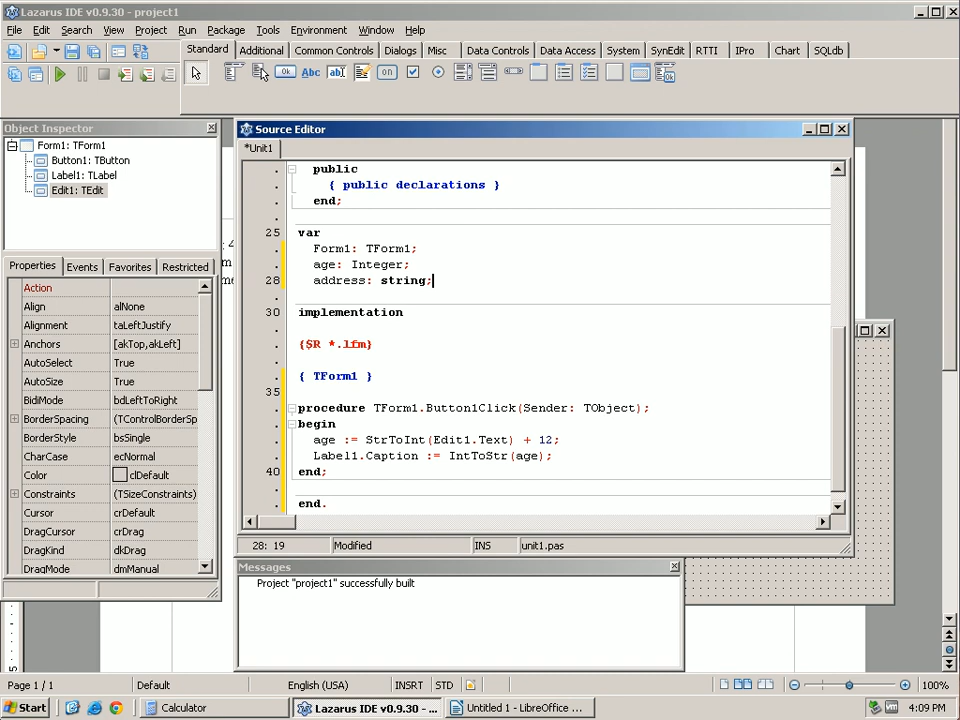 Lazarus IDE v0.9.30 - project1
File Edit Search View Project Run Package Tools Environment Window Help
Standard Additional Common Controls Dialogs Misc Data Controls Data Access System SynEdit RTTI IPro Chart SQLdb
Ok Abc ab on
Object Inspector
Form1: TForm1
Button1: TButton
Label1: TLabel
Edit1: TEdit
Properties Events Favorites Restricted
Action
Align alNone
Alignment taLeftJustify
Anchors [akTop,akLeft]
AutoSelect True
AutoSize True
BidiMode bdLeftToRight
BorderSpacing (TControlBorderSp
BorderStyle bsSingle
CharCase ecNormal
Color clDefault
Constraints (TSizeConstraints)
Cursor crDefault
DragCursor crDrag
DragKind dkDrag
DragMode dmManual
Source Editor
*Unit1
public
{ public declarations }
end;
25 var
Form1: TForm1;
age: Integer;
28 address: string;
30 implementation
{$R *.lfm}
{ TForm1 }
35
procedure TForm1.Button1Click(Sender: TObject);
begin
age := StrToInt(Edit1.Text) + 12;
Label1.Caption := IntToStr(age);
40 end;
end.
28: 19 Modified INS unit1.pas
Messages
Project "project1" successfully built
Page 1 / 1 Default English (USA) INSRT STD 100%
Start Calculator Lazarus IDE v0.9.30 - ... Untitled 1 - LibreOffice ... 4:09 PM